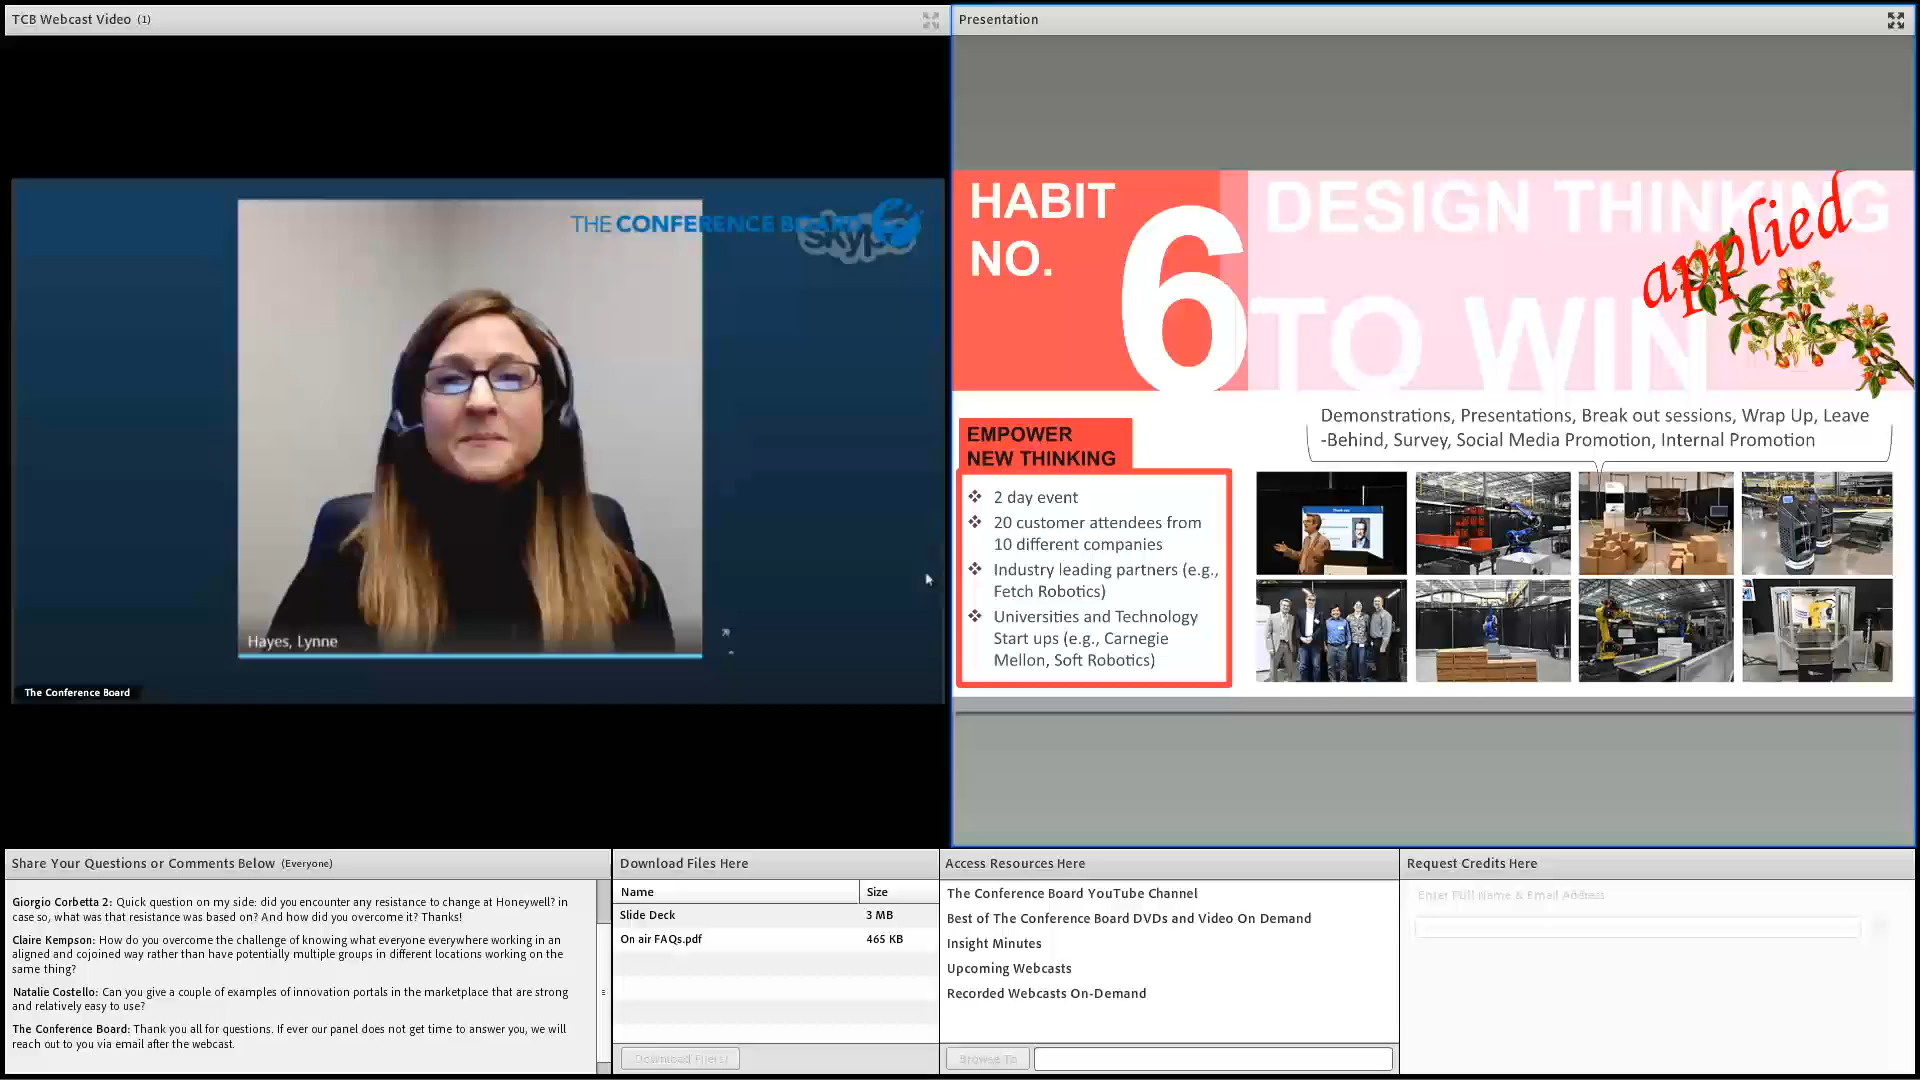 TCB Webcast Video (1)
THE CONFERENCE BOARD
skype
Hayes, Lynne
The Conference Board
Presentation
HABIT
NO.
6
DESIGN THINKING
applied
TO WIN
EMPOWER
NEW THINKING
❖ 2 day event
❖ 20 customer attendees from
10 different companies
❖ Industry leading partners (e.g.,
Fetch Robotics)
❖ Universities and Technology
Start ups (e.g., Carnegie
Mellon, Soft Robotics)
Demonstrations, Presentations, Break out sessions, Wrap Up, Leave
-Behind, Survey, Social Media Promotion, Internal Promotion
Share Your Questions or Comments Below (Everyone)
Giorgio Corbetta 2: Quick question on my side: did you encounter any resistance to change at Honeywell? in
case so, what was that resistance was based on? And how did you overcome it? Thanks!
Claire Kempson: How do you overcome the challenge of knowing what everyone everywhere working in an
aligned and cojoined way rather than have potentially multiple groups in different locations working on the
same thing?
Natalie Costello: Can you give a couple of examples of innovation portals in the marketplace that are strong
and relatively easy to use?
The Conference Board: Thank you all for questions. If ever our panel does not get time to answer you, we will
reach out to you via email after the webcast.
Download Files Here
Name Size
Slide Deck 3 MB
On air FAQs.pdf 465 KB
Download File(s)
Access Resources Here
The Conference Board YouTube Channel
Best of The Conference Board DVDs and Video On Demand
Insight Minutes
Upcoming Webcasts
Recorded Webcasts On-Demand
Browse To
Request Credits Here
Enter Full Name & Email Address